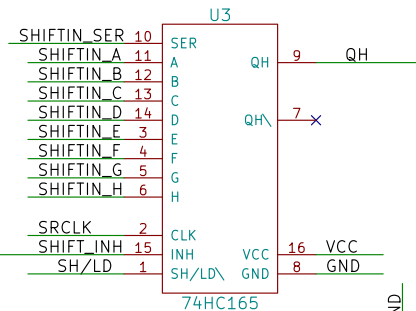 U3
SHIFTIN_SER 10 SER
SHIFTIN_A 11 A QH 9 QH
SHIFTIN_B 12 B
SHIFTIN_C 13 C
SHIFTIN_D 14 D QH\ 7
SHIFTIN_E 3 E
SHIFTIN_F 4 F
SHIFTIN_G 5 G
SHIFTIN_H 6 H
SRCLK 2 CLK
SHIFT_INH 15 INH VCC 16 VCC
SH/LD 1 SH/LD\ GND 8 GND
74HC165
ND